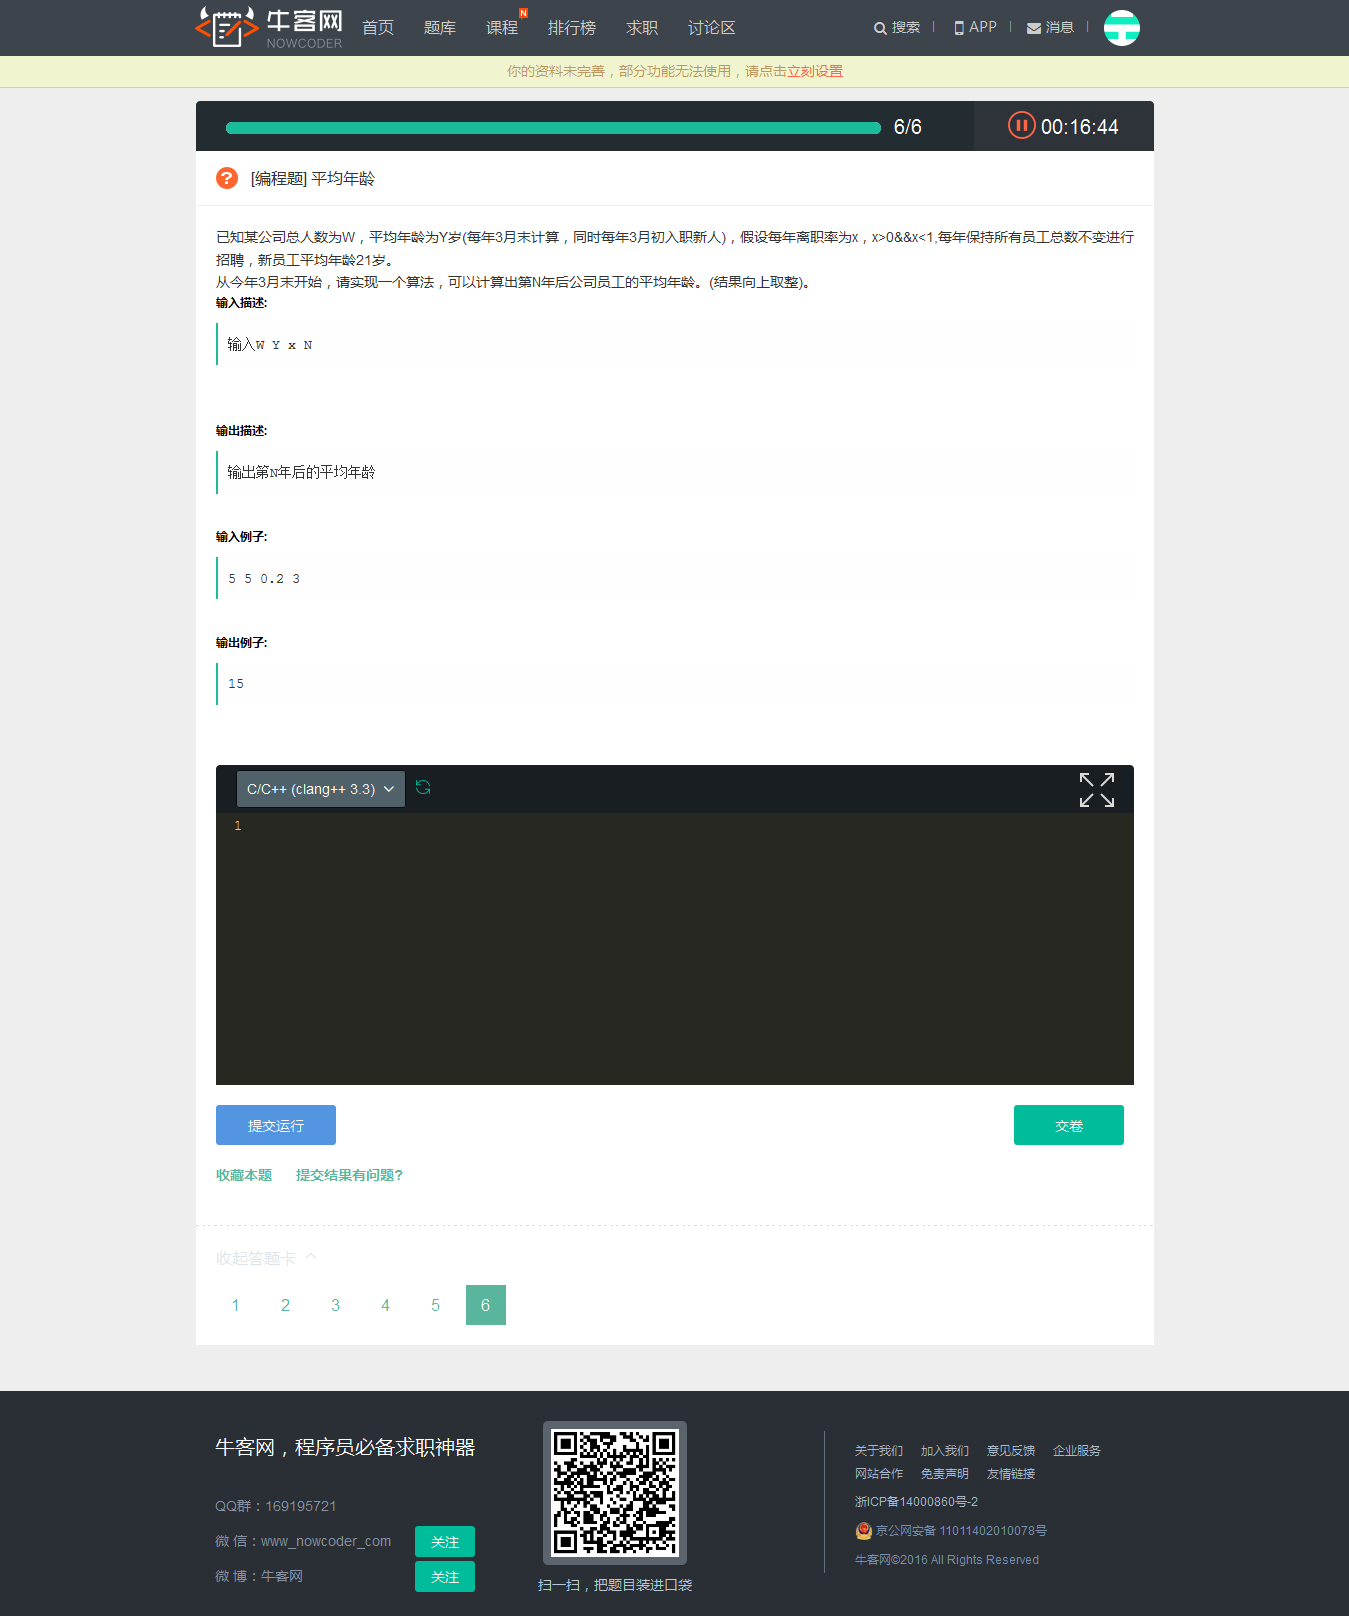 牛客网
NOWCODER
首页 题库 课程 N 排行榜 求职 讨论区 搜索 APP 消息
你的资料未完善，部分功能无法使用，请点击立刻设置
6/6 00:16:44
? [编程题] 平均年龄
已知某公司总人数为W，平均年龄为Y岁(每年3月末计算，同时每年3月初入职新人)，假设每年离职率为x，x>0&&x<1,每年保持所有员工总数不变进行
招聘，新员工平均年龄21岁。
从今年3月末开始，请实现一个算法，可以计算出第N年后公司员工的平均年龄。(结果向上取整)。
输入描述:
输入W Y x N
输出描述:
输出第N年后的平均年龄
输入例子:
5 5 0.2 3
输出例子:
15
C/C++ (clang++ 3.3)
1
提交运行 交卷
收藏本题 提交结果有问题?
收起答题卡
1 2 3 4 5 6
牛客网，程序员必备求职神器
QQ群：169195721
微 信：www_nowcoder_com 关注
微 博：牛客网 关注
扫一扫，把题目装进口袋
关于我们 加入我们 意见反馈 企业服务
网站合作 免责声明 友情链接
浙ICP备14000860号-2
京公网安备 11011402010078号
牛客网©2016 All Rights Reserved